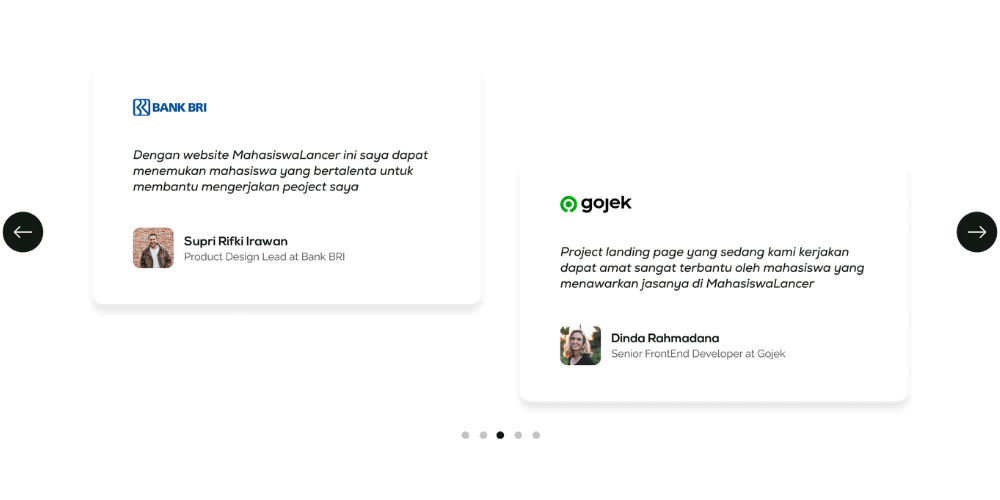 BANK BRI
Dengan website MahasiswaLancer ini saya dapat
menemukan mahasiswa yang bertalenta untuk
membantu mengerjakan peoject saya
Supri Rifki Irawan
Product Design Lead at Bank BRI
gojek
Project landing page yang sedang kami kerjakan
dapat amat sangat terbantu oleh mahasiswa yang
menawarkan jasanya di MahasiswaLancer
Dinda Rahmadana
Senior FrontEnd Developer at Gojek